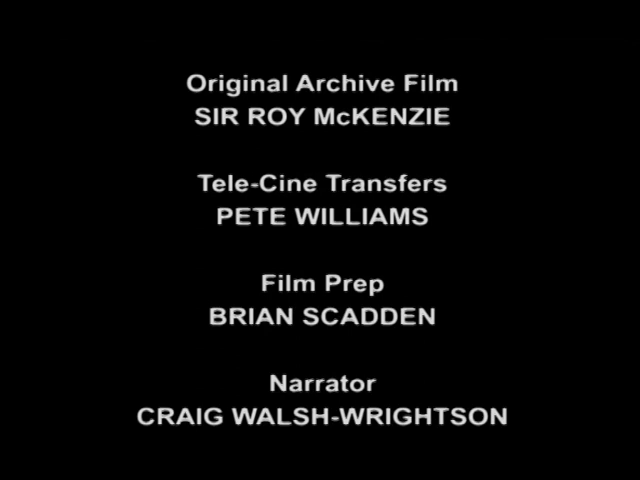 Original Archive Film
SIR ROY McKENZIE
Tele-Cine Transfers
PETE WILLIAMS
Film Prep
BRIAN SCADDEN
Narrator
CRAIG WALSH-WRIGHTSON